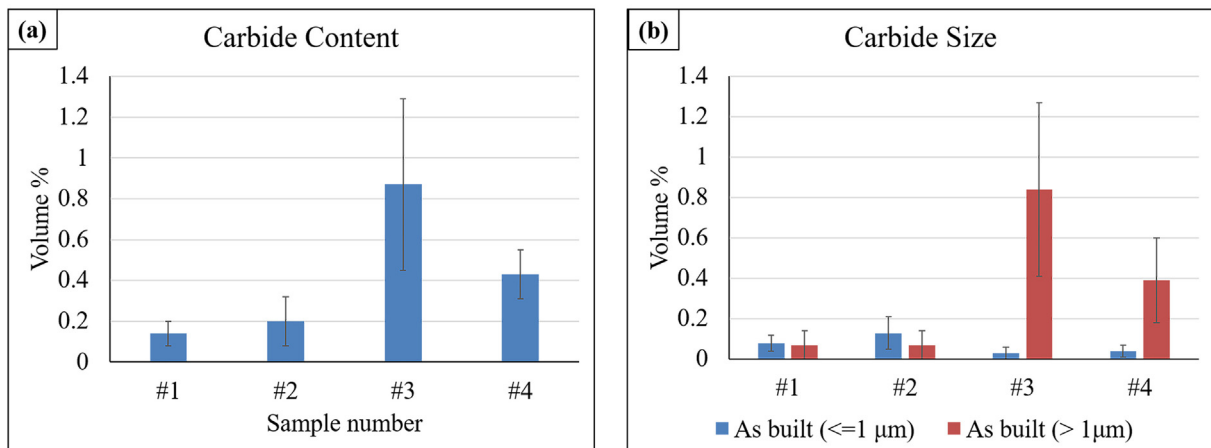 (a)
Carbide Content
1.4
1.2
1
0.8
0.6
0.4
0.2
0
Volume %
#1 #2 #3 #4
Sample number
(b)
Carbide Size
1.4
1.2
1
0.8
0.6
0.4
0.2
0
Volume %
#1 #2 #3 #4
As built (<=1 μm) As built (> 1μm)